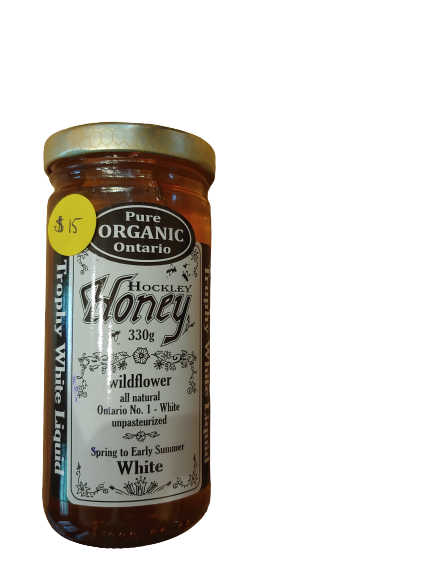 $ 15
Pure
ORGANIC
Ontario
HOCKLEY
Honey
330g
wildflower
all natural
Ontario No. 1 - White
unpasteurized
Spring to Early Summer
White
Trophy White Liquid
Trophy White Liquid